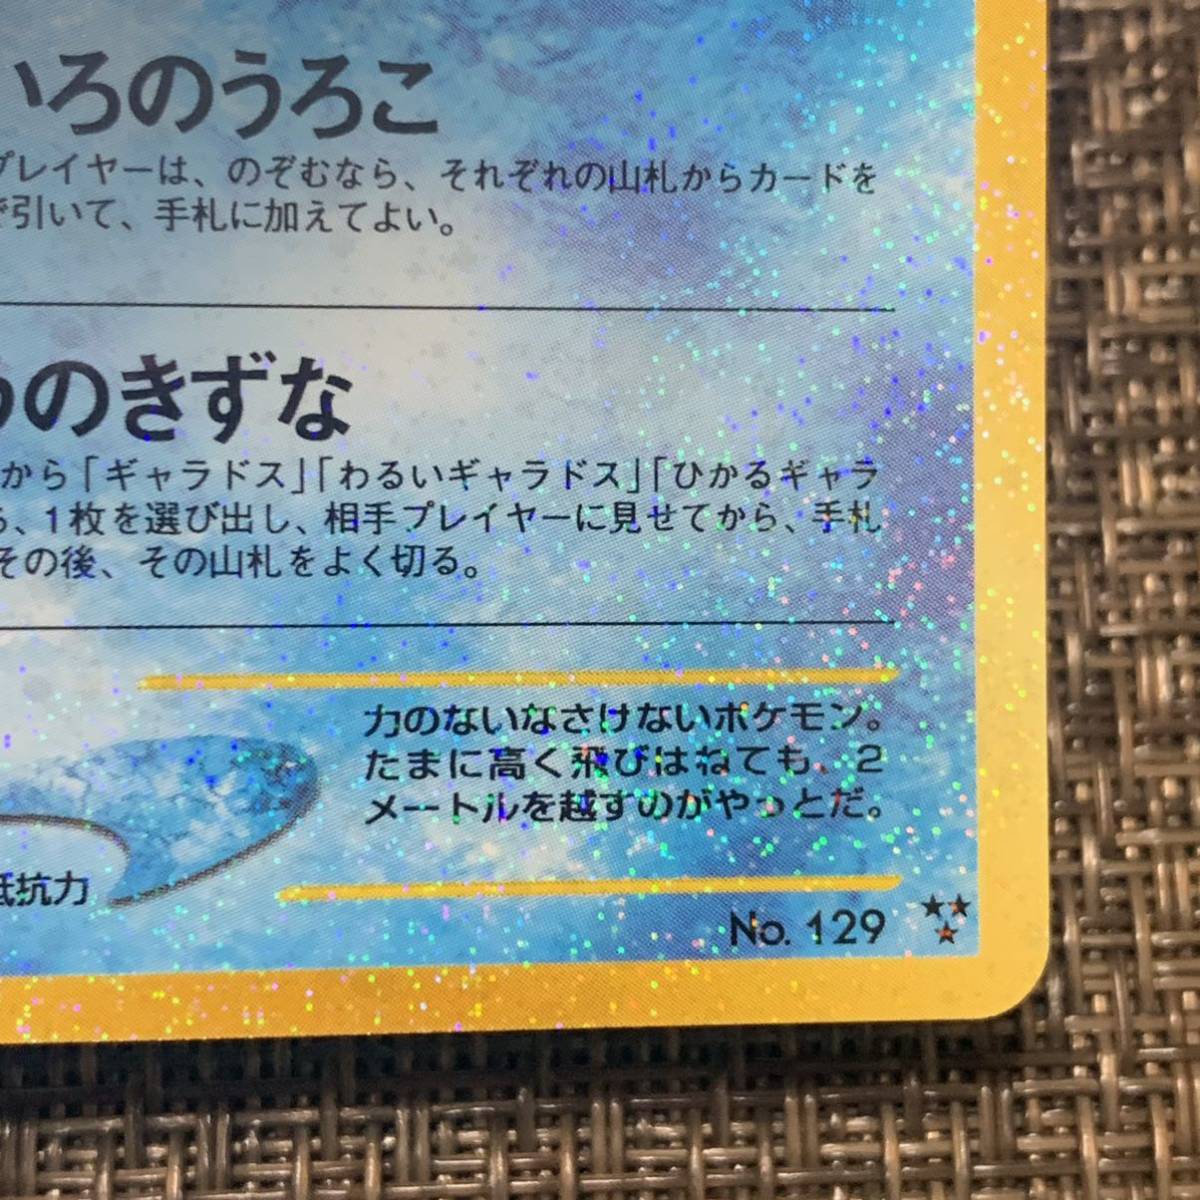 いろのうろこ
プレイヤーは、のぞむなら、それぞれの山札からカードを
で引いて、手札に加えてよい。
のきずな
から「ギャラドス」「わるいギャラドス」「ひかるギャラ
、1枚を選び出し、相手プレイヤーに見せてから、手札
その後、その山札をよく切る。
力のないなさけないポケモン。
たまに高く飛びはねても、2
メートルを越すのがやっとだ。
抵抗力
No. 129 ★★★